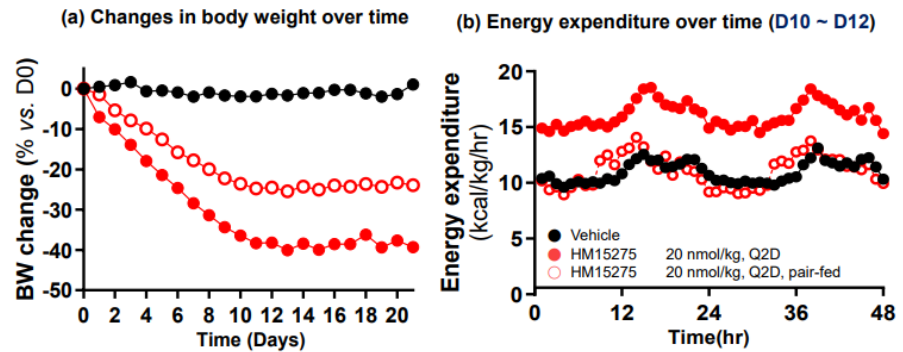 (a) Changes in body weight over time
(b) Energy expenditure over time (D10 ~ D12)
BW change (% vs. D0)
0
-10
-20
-30
-40
-50
0 2 4 6 8 10 12 14 16 18 20
Time (Days)
Energy expenditure
(kcal/kg/hr)
20
15
10
5
0
Vehicle
HM15275 20 nmol/kg, Q2D
HM15275 20 nmol/kg, Q2D, pair-fed
0 12 24 36 48
Time(hr)